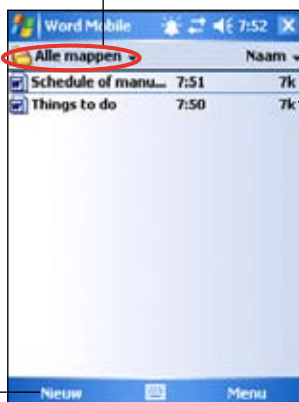 Word Mobile 7:52
Alle mappen Naam
Schedule of manu... 7:51 7k
Things to do 7:50 7k
Nieuw Menu